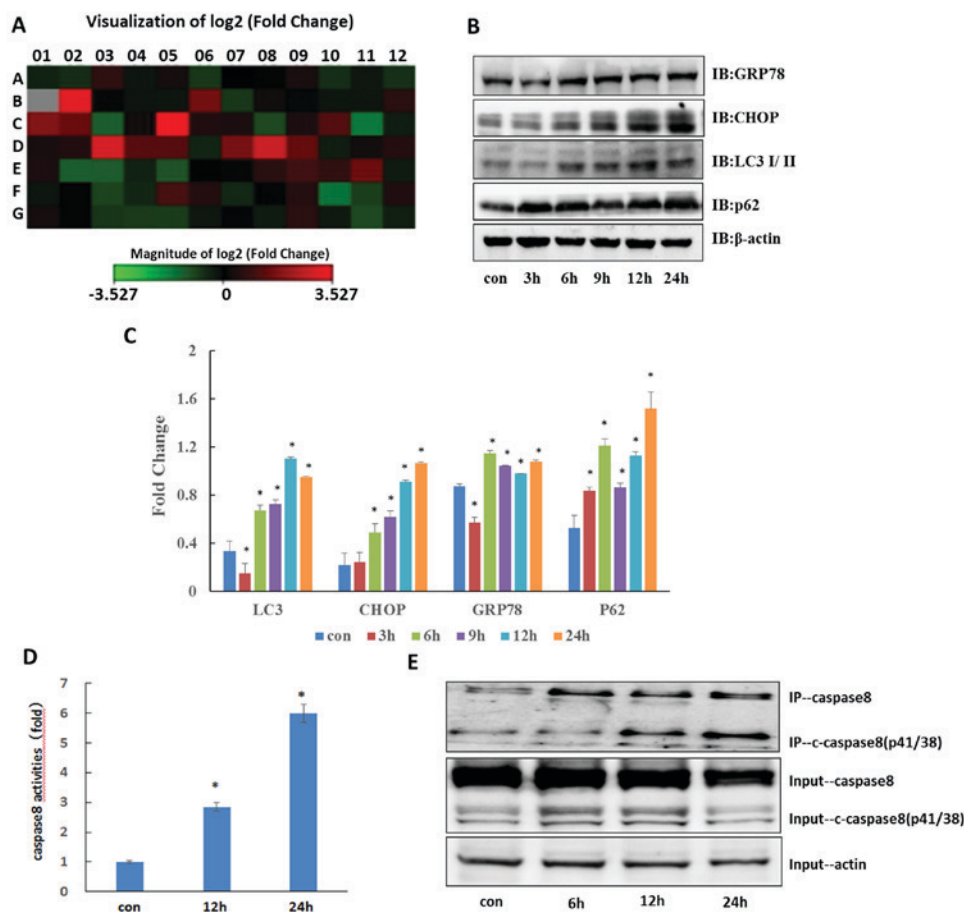 A
Visualization of log2 (Fold Change)
01 02 03 04 05 06 07 08 09 10 11 12
A
B
C
D
E
F
G
Magnitude of log2 (Fold Change)
-3.527 0 3.527
B
IB:GRP78
IB:CHOP
IB:LC3 I/ II
IB:p62
IB:β-actin
con 3h 6h 9h 12h 24h
C
Fold Change
2
1.6
1.2
0.8
0.4
0
* * * * *
* * * *
* * * * *
* * * * *
LC3 CHOP GRP78 P62
con 3h 6h 9h 12h 24h
D
caspase8 activities (fold)
7
6
5
4
3
2
1
0
* *
con 12h 24h
E
IP--caspase8
IP--c-caspase8(p41/38)
Input--caspase8
Input--c-caspase8(p41/38)
Input--actin
con 6h 12h 24h